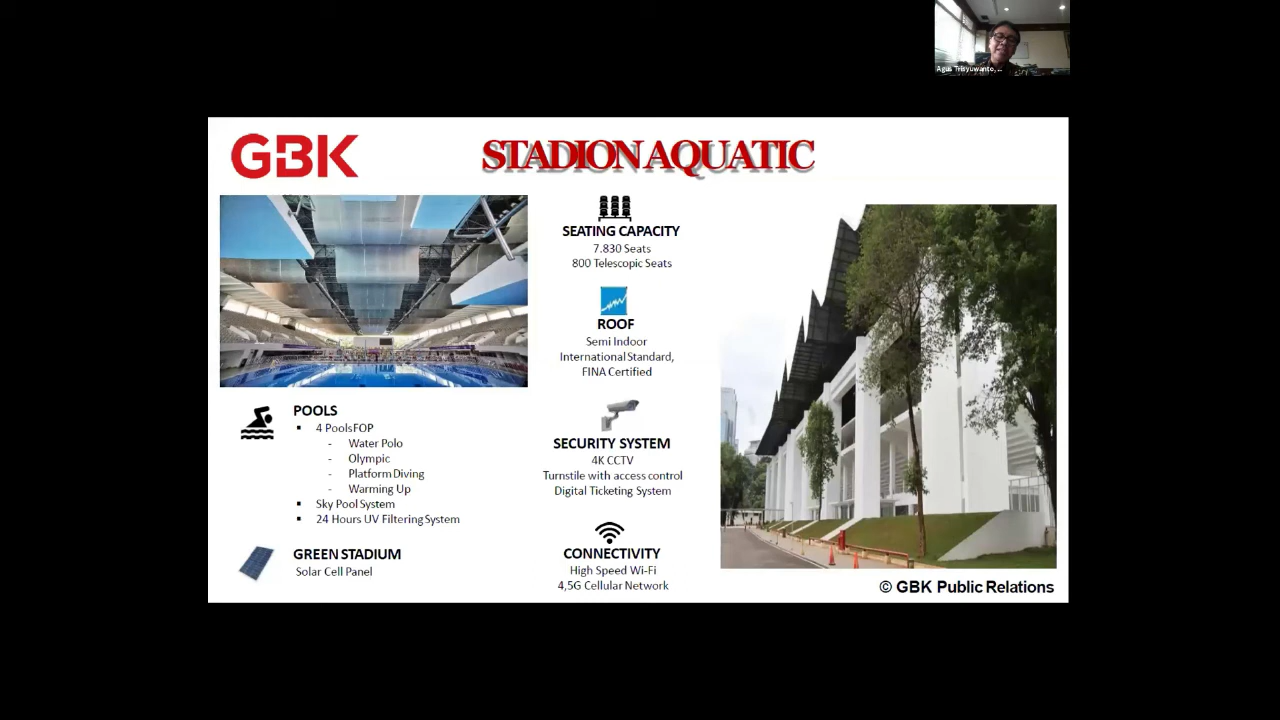 Agus Trisyuwanto, ...
GBK
STADION AQUATIC
SEATING CAPACITY
7.830 Seats
800 Telescopic Seats
ROOF
Semi Indoor
International Standard,
FINA Certified
POOLS
▪ 4 Pools FOP
- Water Polo
- Olympic
- Platform Diving
- Warming Up
▪ Sky Pool System
▪ 24 Hours UV Filtering System
GREEN STADIUM
Solar Cell Panel
SECURITY SYSTEM
4K CCTV
Turnstile with access control
Digital Ticketing System
CONNECTIVITY
High Speed Wi-Fi
4,5G Cellular Network
© GBK Public Relations